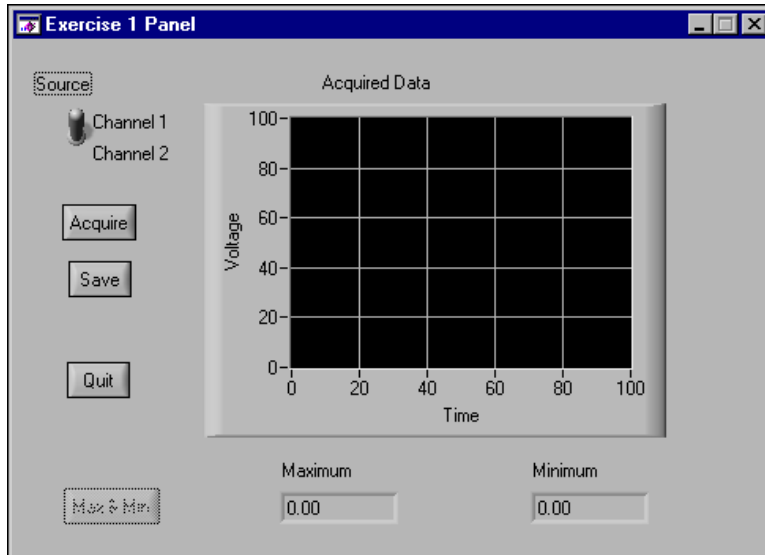 Exercise 1 Panel
Source
Channel 1
Channel 2
Acquire
Save
Quit
Max & Min
Acquired Data
Voltage
100
80
60
40
20
0
0 20 40 60 80 100
Time
Maximum
0.00
Minimum
0.00